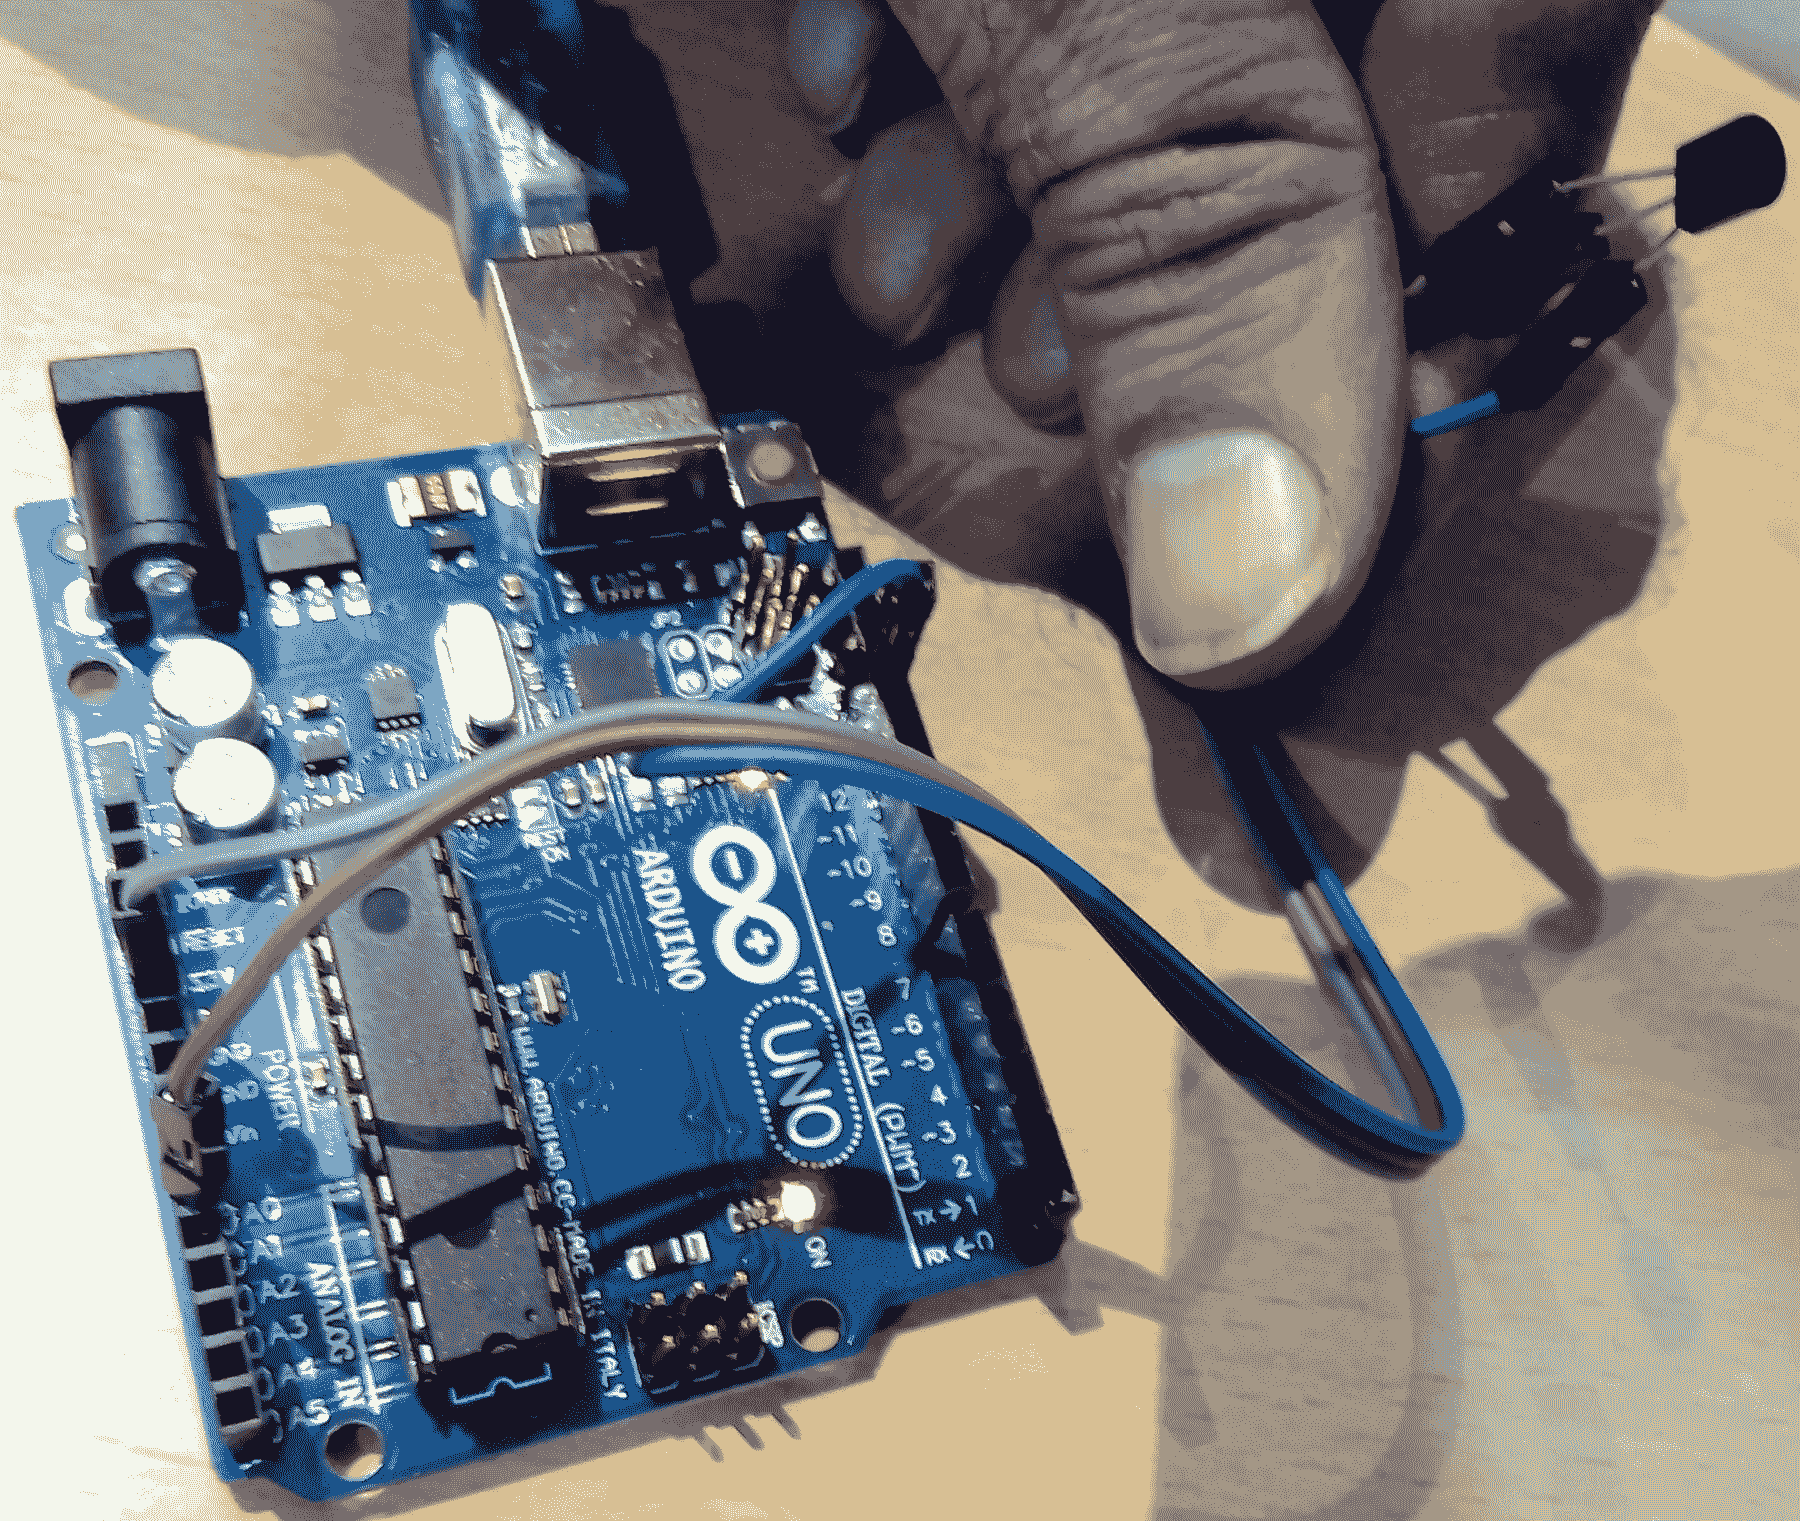 ARDUINO
TM
UNO
DIGITAL (PWM)
12
~11
~10
~9
8
7
~6
~5
4
~3
2
TX→1
RX←0
ON
ICSP
WWW.ARDUINO.CC-MADE IN ITALY
POWER
A0
A1
A2
A3
A4
A5
ANALOG IN